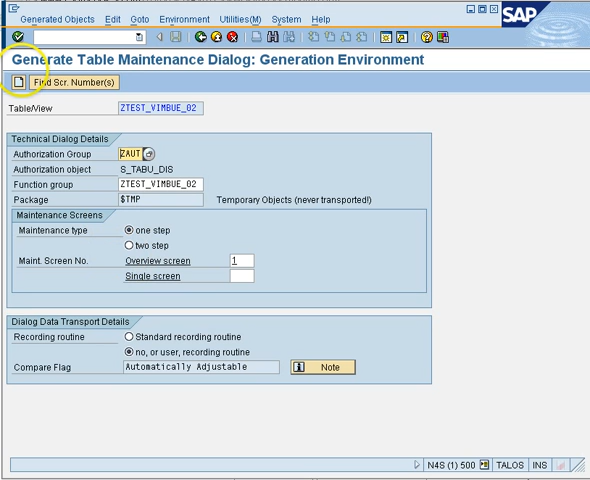 Generated Objects Edit Goto Environment Utilities(M) System Help
SAP
Generate Table Maintenance Dialog: Generation Environment
Find Scr. Number(s)
Table/View ZTEST_VIMBUE_02
Technical Dialog Details
Authorization Group ZAUT
Authorization object S_TABU_DIS
Function group ZTEST_VIMBUE_02
Package $TMP Temporary Objects (never transported!)
Maintenance Screens
Maintenance type one step
two step
Maint. Screen No. Overview screen 1
Single screen
Dialog Data Transport Details
Recording routine Standard recording routine
no, or user, recording routine
Compare Flag Automatically Adjustable Note
N4S (1) 500 TALOS INS